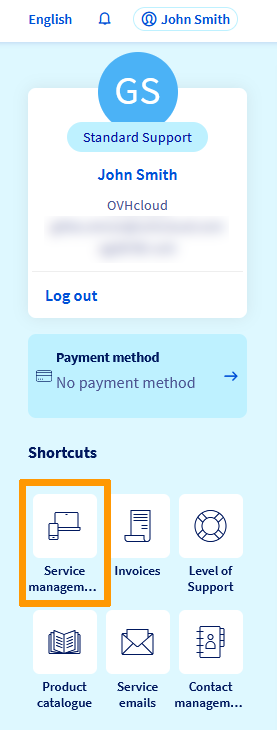 English
John Smith
GS
Standard Support
John Smith
OVHcloud
Log out
Payment method
No payment method
Shortcuts
Service
managem...
Invoices
Level of
Support
Product
catalogue
Service
emails
Contact
managem...